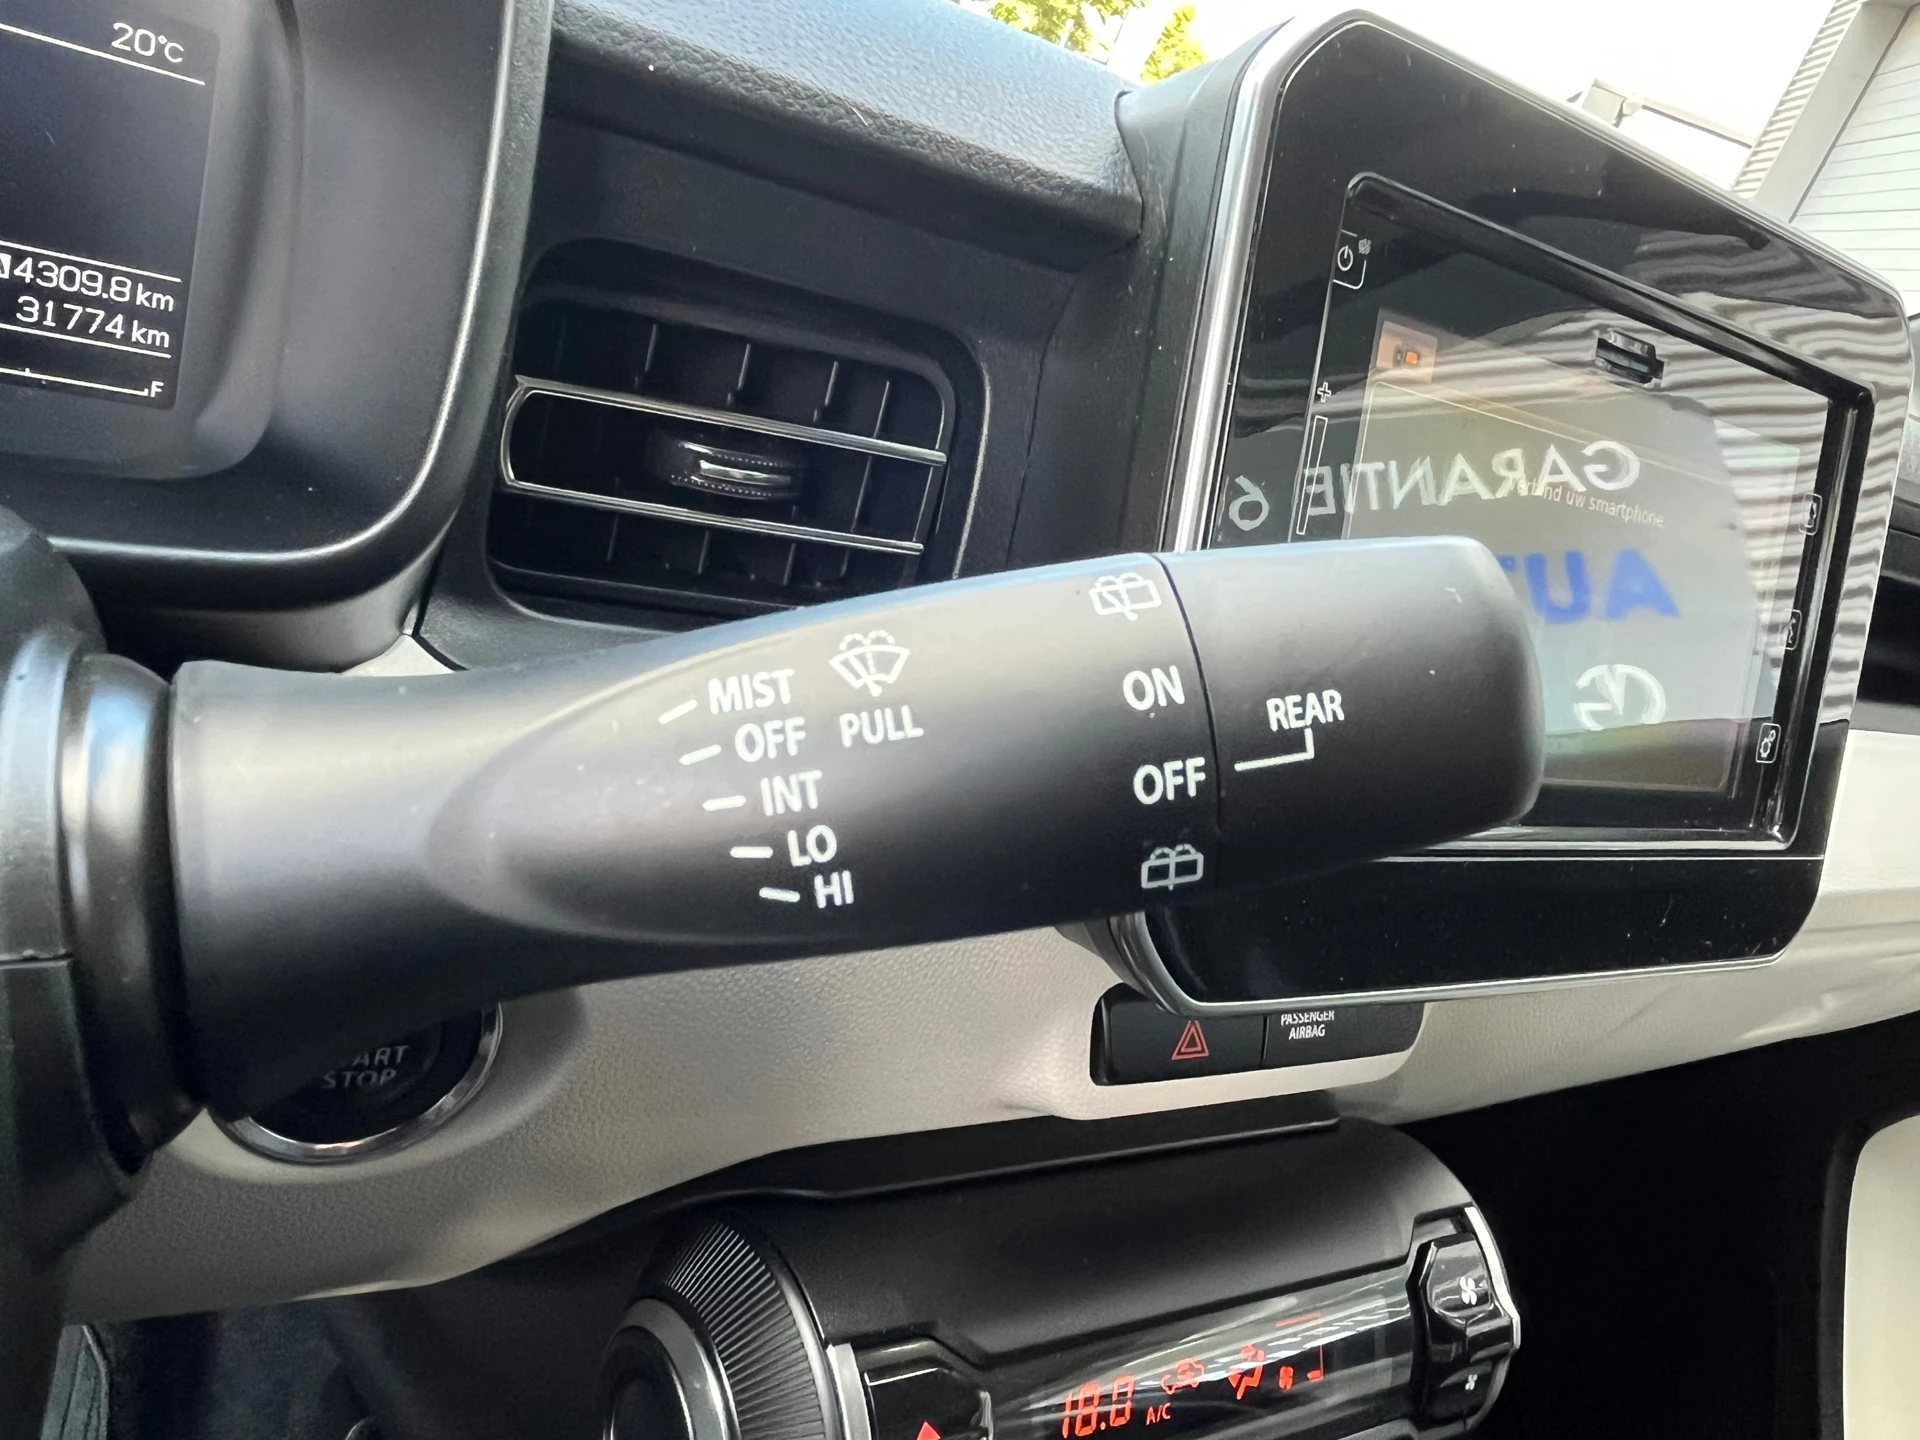 20°C
4309.8 km
31774 km
F
GARANTIE 6
uw smartphone
MIST
OFF PULL
INT
LO
HI
ON
OFF
REAR
STOP
PASSENGER
AIRBAG
18.0
A/C